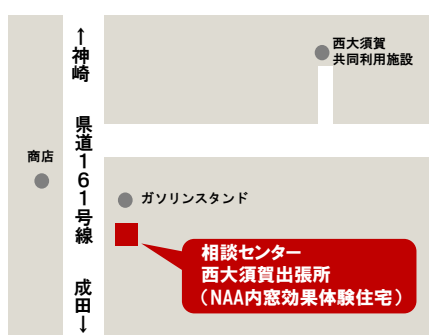 ↑神崎 県道161号線 成田↓
西大須賀
共同利用施設
商店
ガソリンスタンド
相談センター
西大須賀出張所
（NAA内窓効果体験住宅）